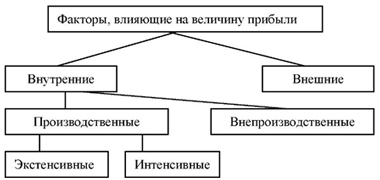 Факторы, влияющие на величину прибыли
Внутренние
Внешние
Производственные
Внепроизводственные
Экстенсивные
Интенсивные